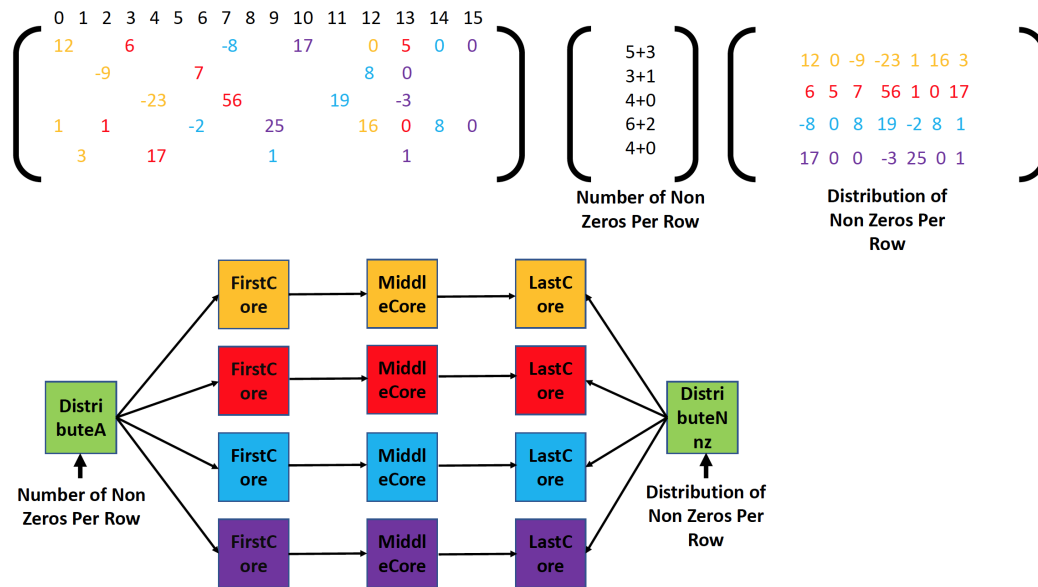 0 1 2 3 4 5 6 7 8 9 10 11 12 13 14 15
12 3 6 -8 17 0 5 0 0
-9 7 8 0
-23 56 19 -3
1 1 -2 25 16 0 8 0
3 17 1 1
5+3
3+1
4+0
6+2
4+0
Number of Non
Zeros Per Row
12 0 -9 -23 1 16 3
6 5 7 56 1 0 17
-8 0 8 19 -2 8 1
17 0 0 -3 25 0 1
Distribution of
Non Zeros Per
Row
FirstC
ore
Middl
eCore
LastC
ore
FirstC
ore
Middl
eCore
LastC
ore
Distri
buteA
Distri
buteN
nz
FirstC
ore
Middl
eCore
LastC
ore
Number of Non
Zeros Per Row
Distribution of
Non Zeros Per
Row
FirstC
ore
Middl
eCore
LastC
ore